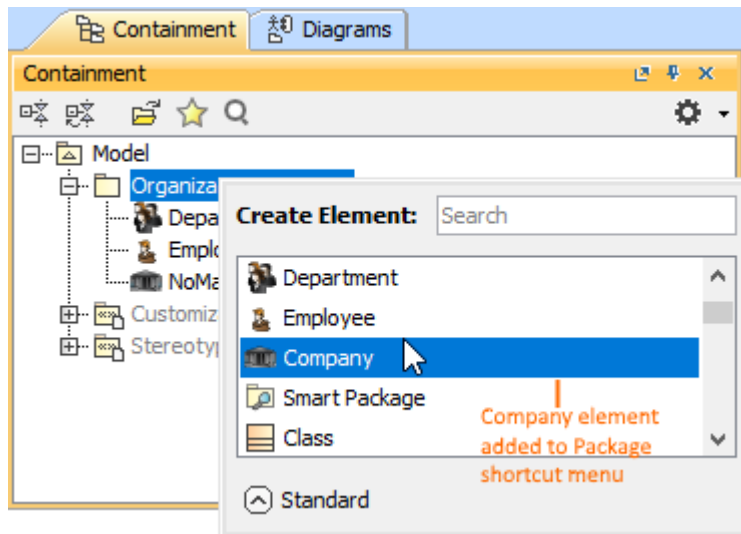 Containment
Diagrams
Containment
Model
Organiza
Depa
Emplo
NoMa
Customiz
Stereoty
Create Element:
Search
Department
Employee
Company
Smart Package
Class
Company element
added to Package
shortcut menu
Standard